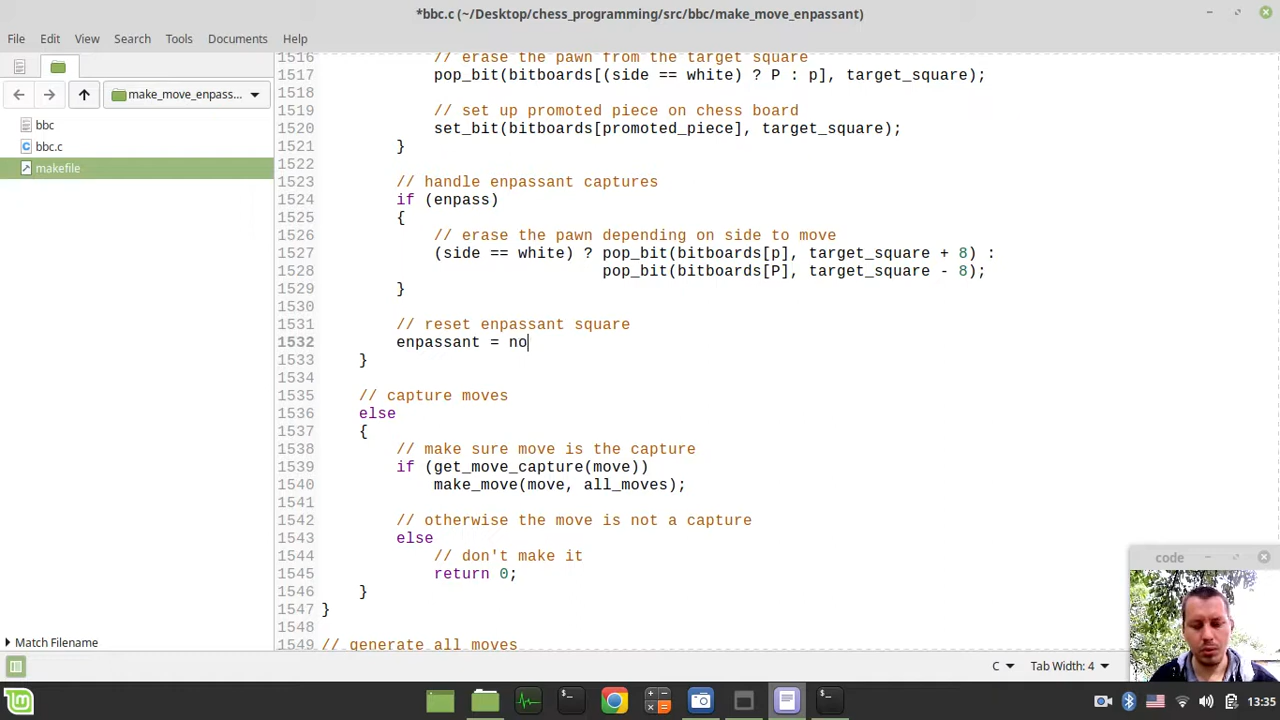 *bbc.c (~/Desktop/chess_programming/src/bbc/make_move_enpassant)
File Edit View Search Tools Documents Help
make_move_enpass...
bbc
bbc.c
makefile
Match Filename
1516 // erase the pawn from the target square
1517 pop_bit(bitboards[(side == white) ? P : p], target_square);
1518
1519 // set up promoted piece on chess board
1520 set_bit(bitboards[promoted_piece], target_square);
1521 }
1522
1523 // handle enpassant captures
1524 if (enpass)
1525 {
1526 // erase the pawn depending on side to move
1527 (side == white) ? pop_bit(bitboards[p], target_square + 8) :
1528 pop_bit(bitboards[P], target_square - 8);
1529 }
1530
1531 // reset enpassant square
1532 enpassant = no
1533 }
1534
1535 // capture moves
1536 else
1537 {
1538 // make sure move is the capture
1539 if (get_move_capture(move))
1540 make_move(move, all_moves);
1541
1542 // otherwise the move is not a capture
1543 else
1544 // don't make it
1545 return 0;
1546 }
1547 }
1548
1549 // generate all moves
code
C Tab Width: 4
13:35